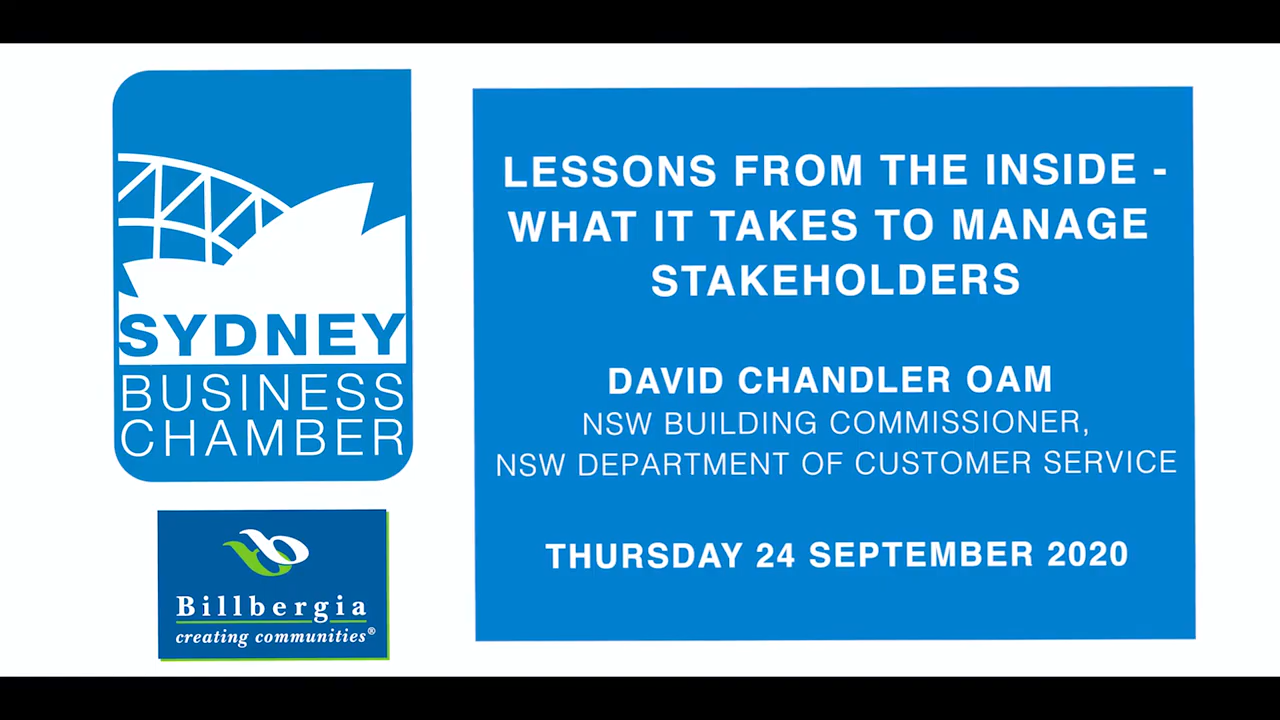 SYDNEY
BUSINESS
CHAMBER
Billbergia
creating communities®
LESSONS FROM THE INSIDE -
WHAT IT TAKES TO MANAGE
STAKEHOLDERS
DAVID CHANDLER OAM
NSW BUILDING COMMISSIONER,
NSW DEPARTMENT OF CUSTOMER SERVICE
THURSDAY 24 SEPTEMBER 2020